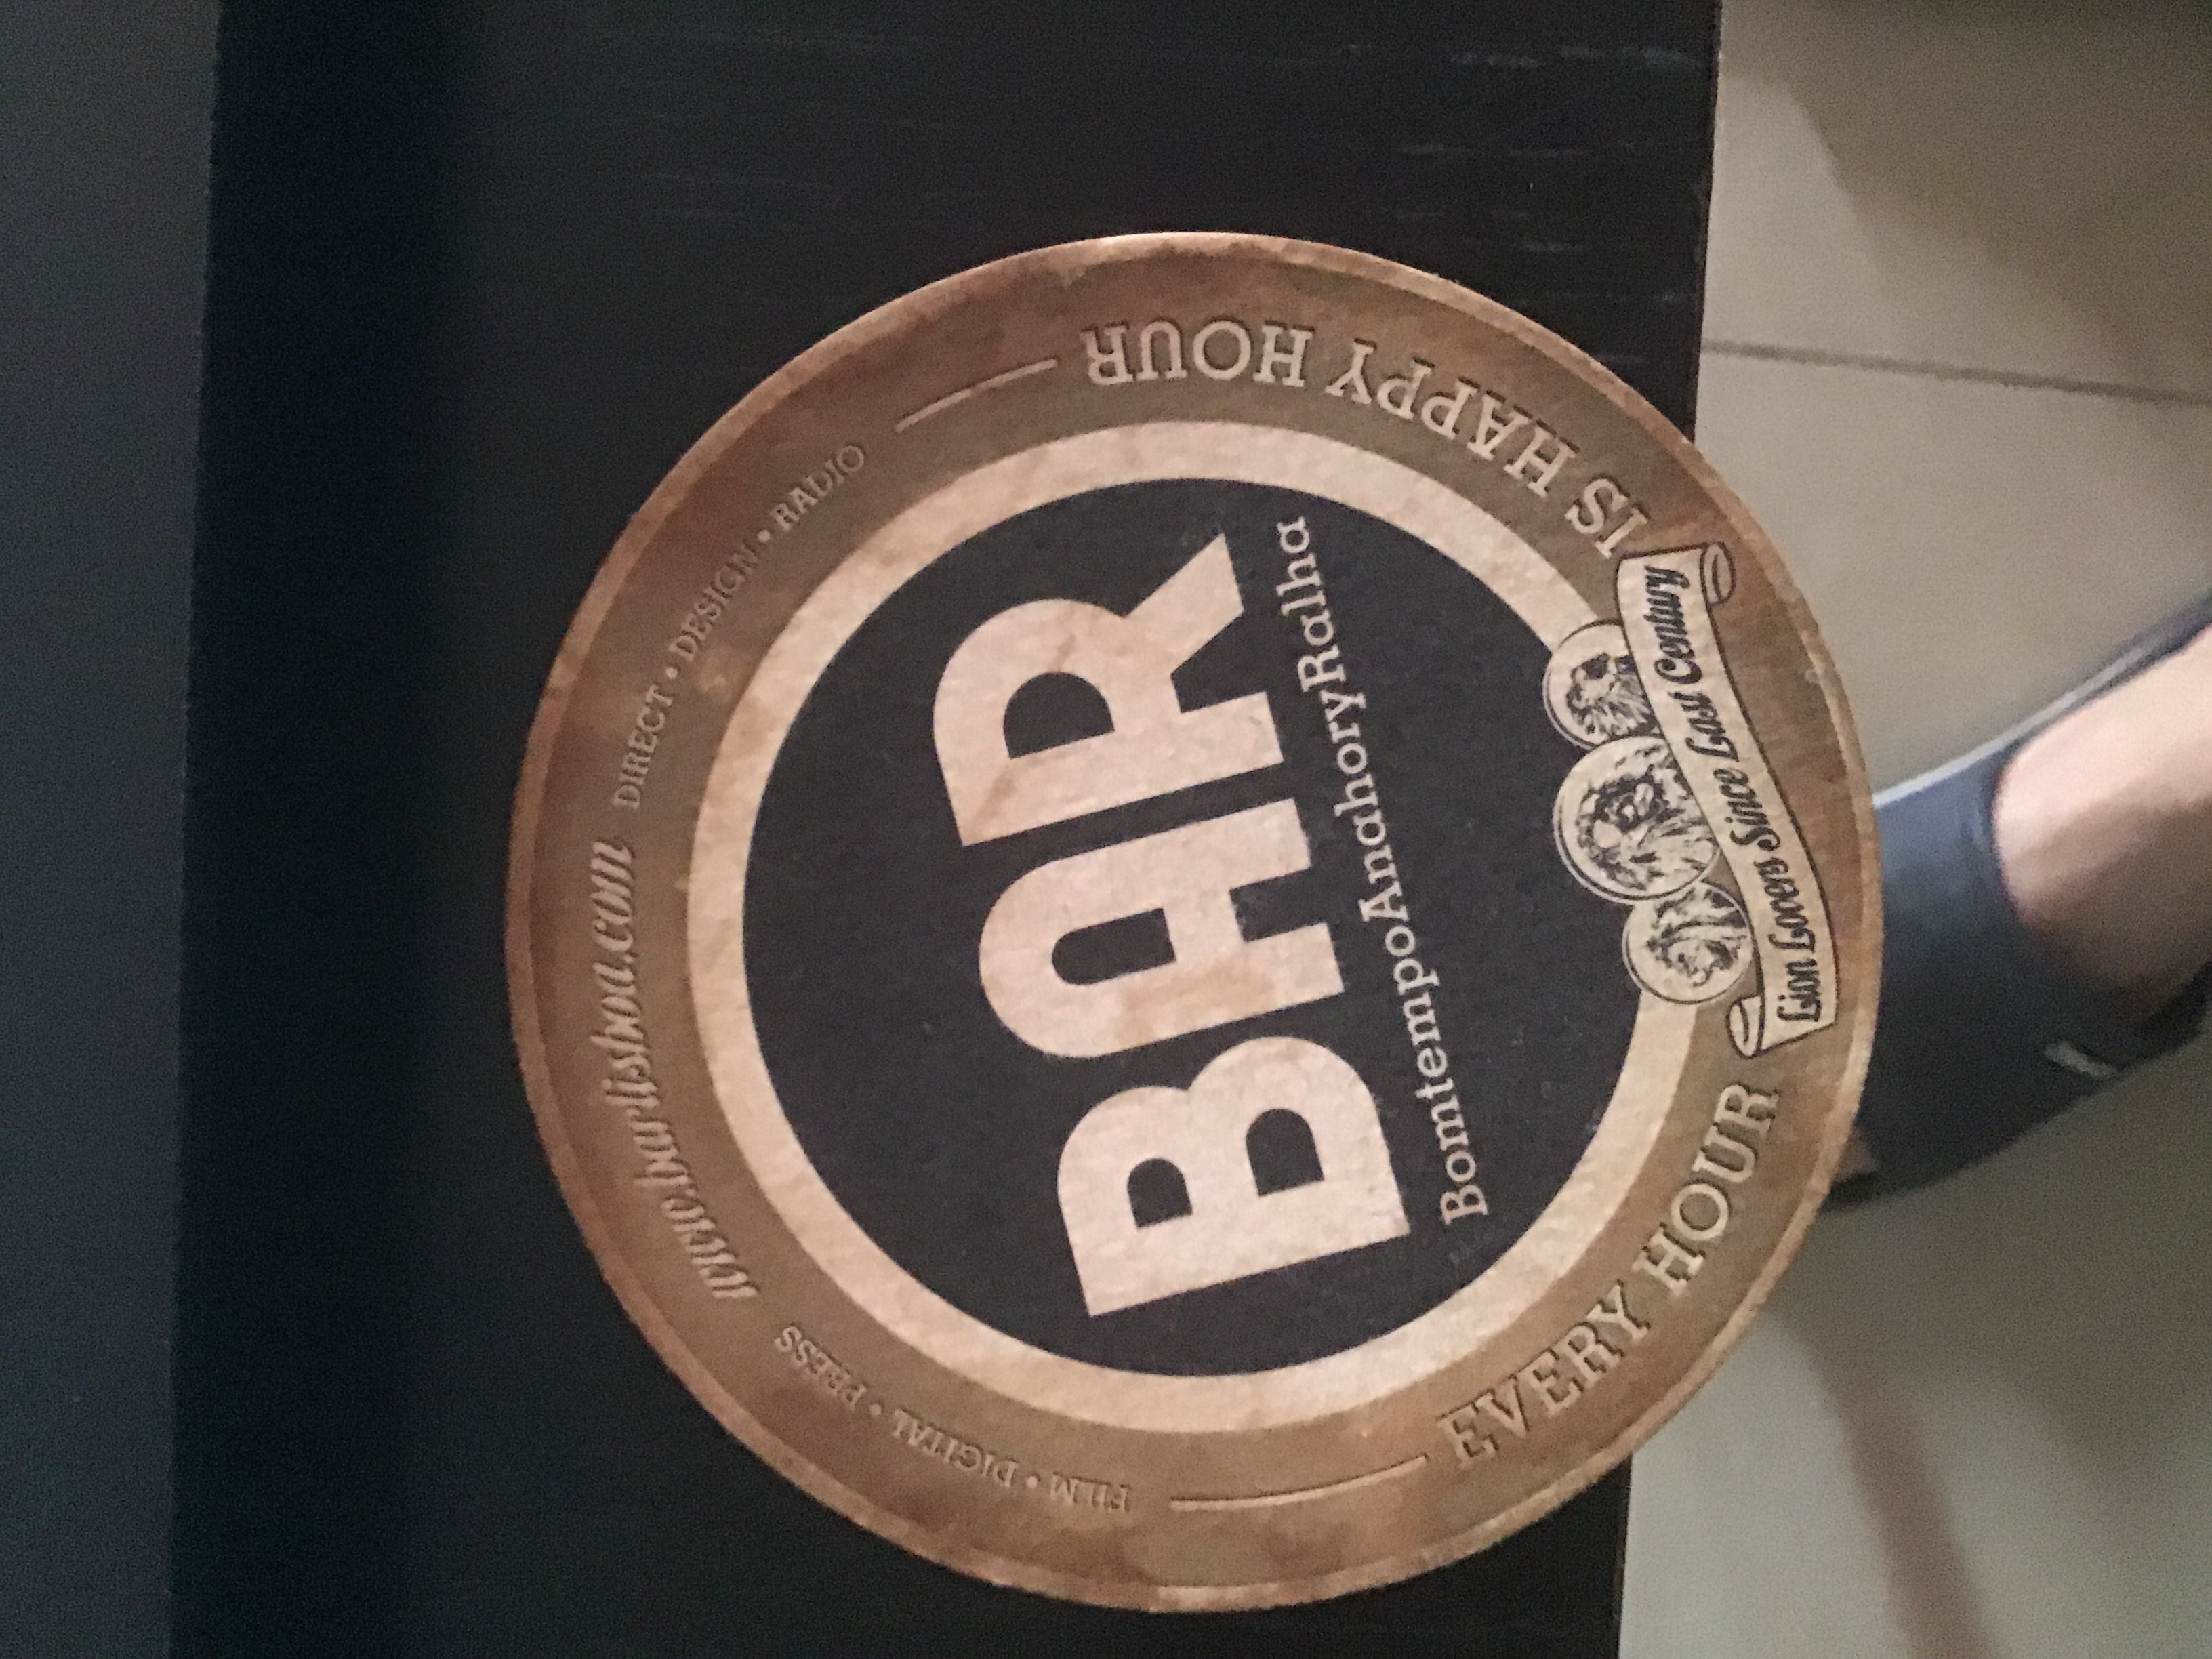 www.barlisboa.com
DIRECT • DESIGN • RADIO
FILM • DIGITAL • PRESS
BAR
BomtempoAnahoryRalha
EVERY HOUR
IS HAPPY HOUR
Lion Lovers Since Last Century